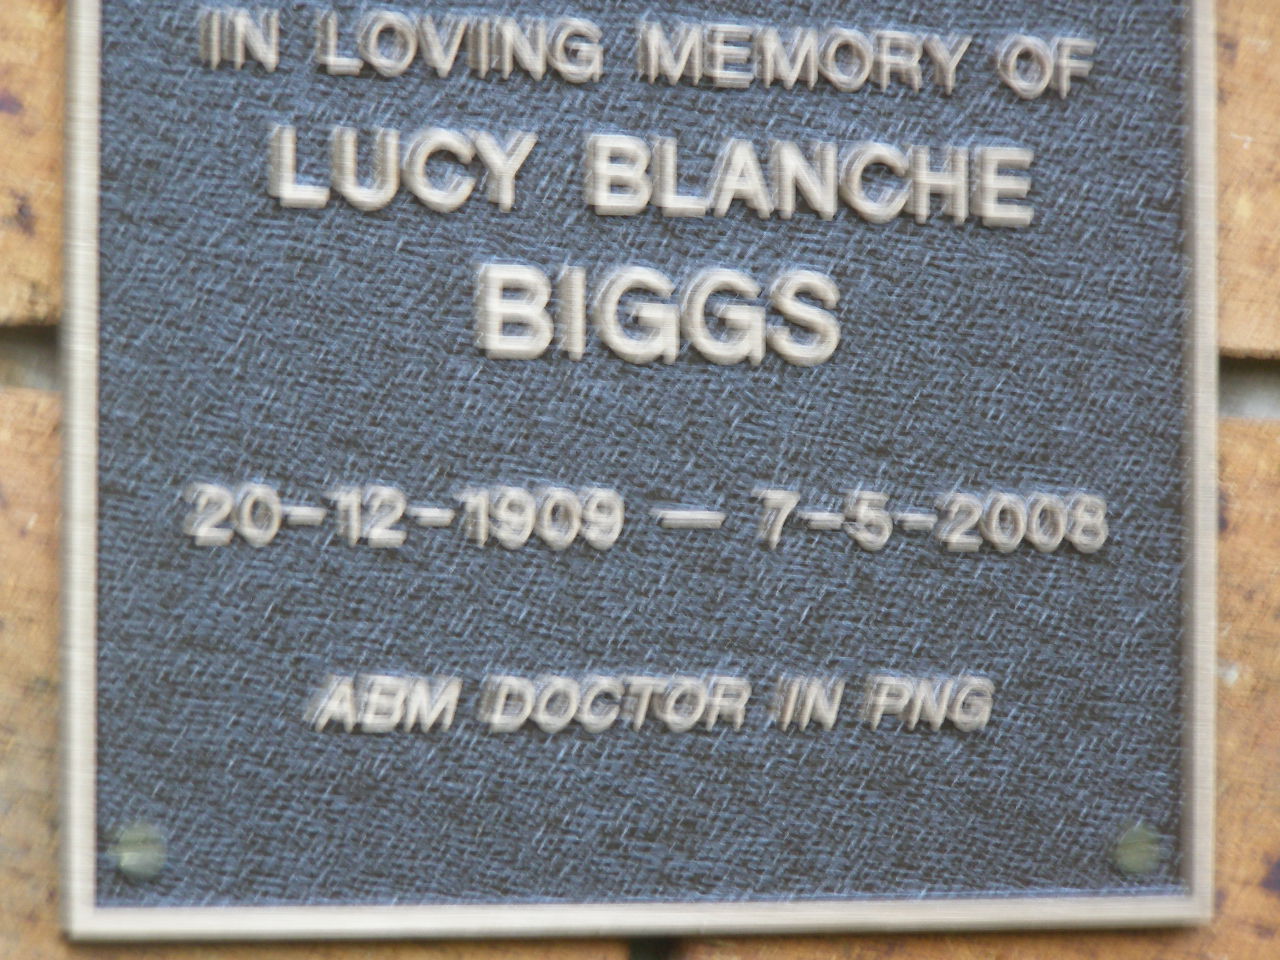 IN LOVING MEMORY OF
LUCY BLANCHE
BIGGS
20-12-1909 — 7-5-2008
ABM DOCTOR IN PNG